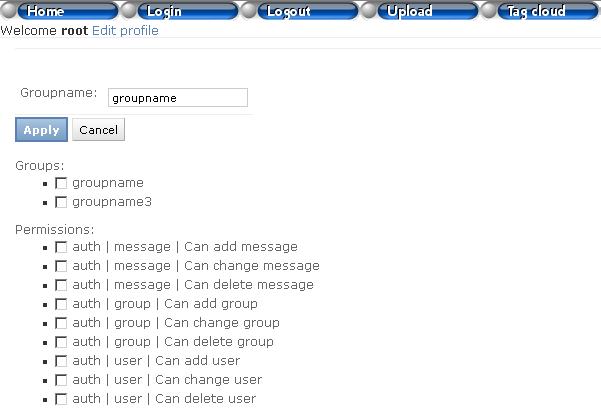 Home Login Logout Upload Tag cloud
Welcome root Edit profile
Groupname: groupname
Apply Cancel
Groups:
groupname
groupname3
Permissions:
auth | message | Can add message
auth | message | Can change message
auth | message | Can delete message
auth | group | Can add group
auth | group | Can change group
auth | group | Can delete group
auth | user | Can add user
auth | user | Can change user
auth | user | Can delete user